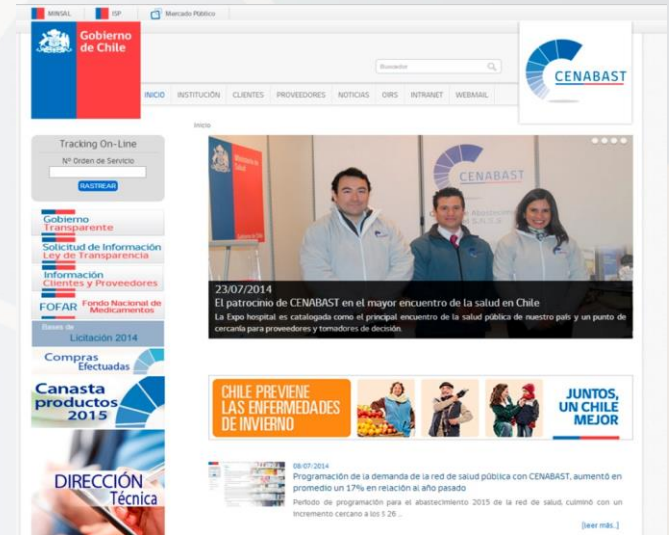 MINSAL
ISP
Mercado Público
Gobierno
de Chile
Buscador
CENABAST
INICIO INSTITUCIÓN CLIENTES PROVEEDORES NOTICIAS OIRS INTRANET WEBMAIL
Inicio
Tracking On-Line
Nº Orden de Servicio
RASTREAR
Gobierno
Transparente
Solicitud de Información
Ley de Transparencia
Información
Clientes y Proveedores
FOFAR Fondo Nacional de
Medicamentos
Bases de
Licitación 2014
Compras
Efectuadas
Canasta
productos
2015
DIRECCIÓN
Técnica
Ministerio de
Salud
CENABAST
23/07/2014
El patrocinio de CENABAST en el mayor encuentro de la salud en Chile
La Expo hospital es catalogada como el principal encuentro de la salud pública de nuestro país y un punto de
cercanía para proveedores y tomadores de decisión.
CHILE PREVIENE
LAS ENFERMEDADES
DE INVIERNO
JUNTOS,
UN CHILE
MEJOR
08/07/2014
Programación de la demanda de la red de salud pública con CENABAST, aumentó en
promedio un 17% en relación al año pasado
Período de programación para el abastecimiento 2015 de la red de salud, culminó con un
incremento cercano a los $ 26 ...
[leer más..]